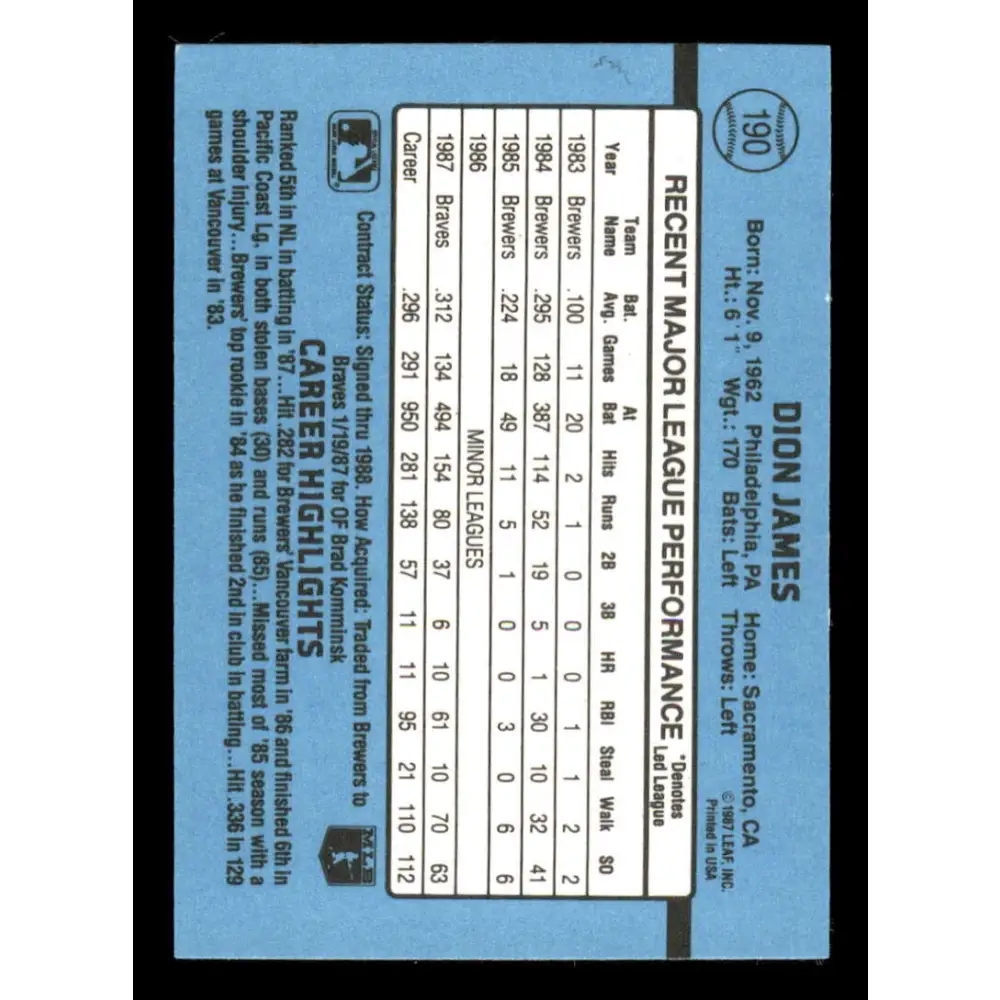 190
DION JAMES
Born: Nov. 9, 1962 Philadelphia, PA Home: Sacramento, CA
Ht.: 6'1" Wgt.: 170 Bats: Left Throws: Left
© 1987 LEAF, INC.
Printed in USA
RECENT MAJOR LEAGUE PERFORMANCE *Denotes Led League
Year Team Name Bat. Avg. Games At Bat Hits Runs 2B 3B HR RBI Steal Walk SO
1983 Brewers .100 11 20 2 1 0 0 0 1 1 2 2
1984 Brewers .295 128 387 114 52 19 5 1 30 10 32 41
1985 Brewers .224 18 49 11 5 1 0 0 3 0 6 6
1986 MINOR LEAGUES
1987 Braves .312 134 494 154 80 37 6 10 61 10 70 63
Career .296 291 950 281 138 57 11 11 95 21 110 112
Contract Status: Signed thru 1988. How Acquired: Traded from Brewers to
Braves 1/19/87 for OF Brad Komminsk
MLB
CAREER HIGHLIGHTS
Ranked 5th in NL in batting in '87...Hit .282 for Brewers' Vancouver farm in '86 and finished 6th in
Pacific Coast Lg. in both stolen bases (30) and runs (85)...Missed most of '85 season with a
shoulder injury...Brewers' top rookie in '84 as he finished 2nd in club in batting...Hit .336 in 129
games at Vancouver in '83.